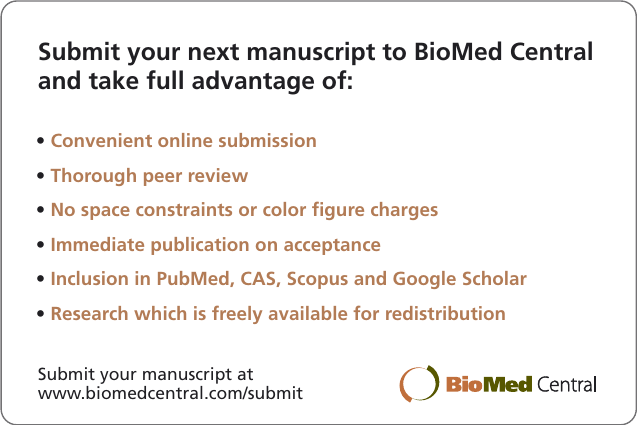 Submit your next manuscript to BioMed Central
and take full advantage of:
• Convenient online submission
• Thorough peer review
• No space constraints or color figure charges
• Immediate publication on acceptance
• Inclusion in PubMed, CAS, Scopus and Google Scholar
• Research which is freely available for redistribution
Submit your manuscript at
www.biomedcentral.com/submit
BioMed Central